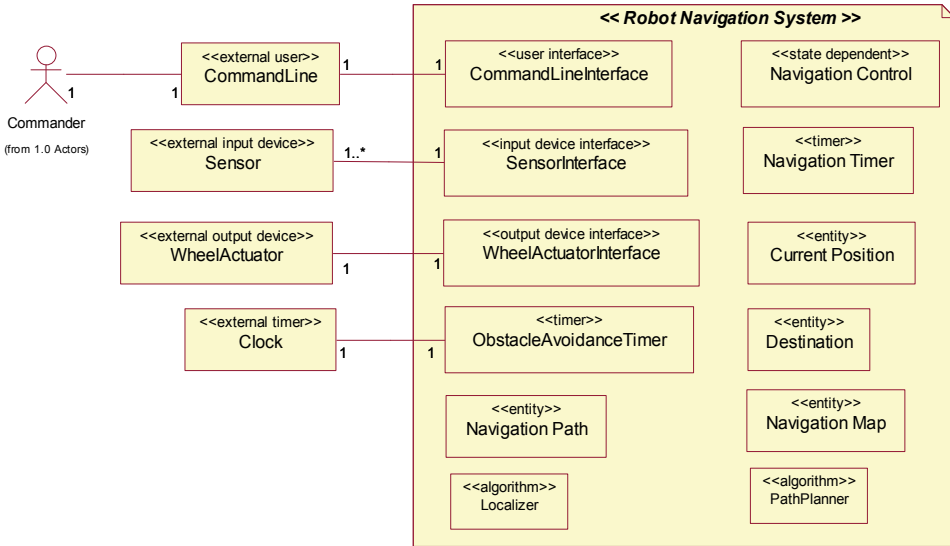 << Robot Navigation System >>
Commander
(from 1.0 Actors)
1
1
<<external user>>
CommandLine
1
1
<<user interface>>
CommandLineInterface
<<state dependent>>
Navigation Control
<<external input device>>
Sensor
1..*
1
<<input device interface>>
SensorInterface
<<timer>>
Navigation Timer
<<external output device>>
WheelActuator
1
1
<<output device interface>>
WheelActuatorInterface
<<entity>>
Current Position
<<external timer>>
Clock
1
1
<<timer>>
ObstacleAvoidanceTimer
<<entity>>
Destination
<<entity>>
Navigation Path
<<entity>>
Navigation Map
<<algorithm>>
Localizer
<<algorithm>>
PathPlanner